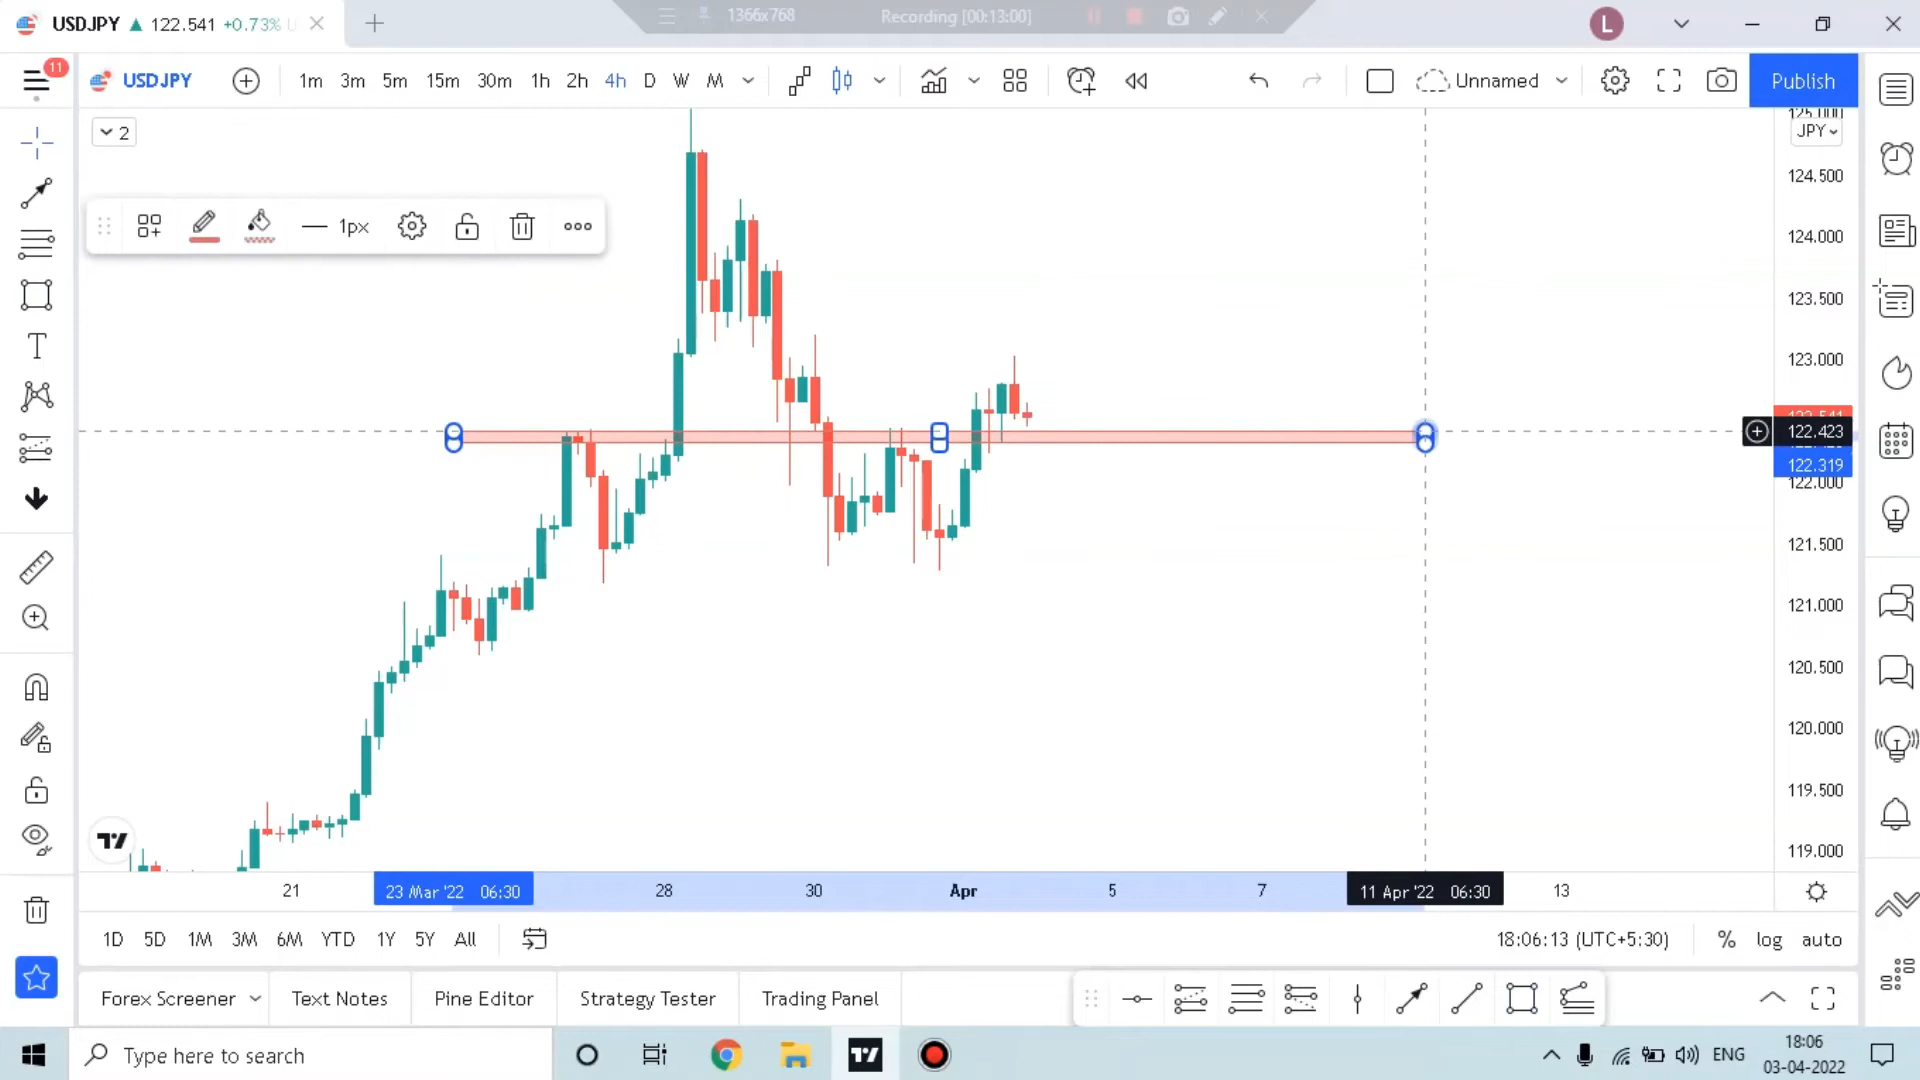 USDJPY ▲ 122.541 +0.73% U
1366x768
Recording [00:13:00]
L
11
USDJPY
1m 3m 5m 15m 30m 1h 2h 4h D W M
Unnamed
Publish
2
1px
JPY
125.000
124.500
124.000
123.500
123.000
122.541
122.423
122.319
122.000
121.500
121.000
120.500
120.000
119.500
119.000
21
23 Mar '22 06:30
28
30
Apr
5
7
11 Apr '22 06:30
13
1D 5D 1M 3M 6M YTD 1Y 5Y All
18:06:13 (UTC+5:30)
% log auto
Forex Screener
Text Notes
Pine Editor
Strategy Tester
Trading Panel
Type here to search
ENG
18:06
03-04-2022